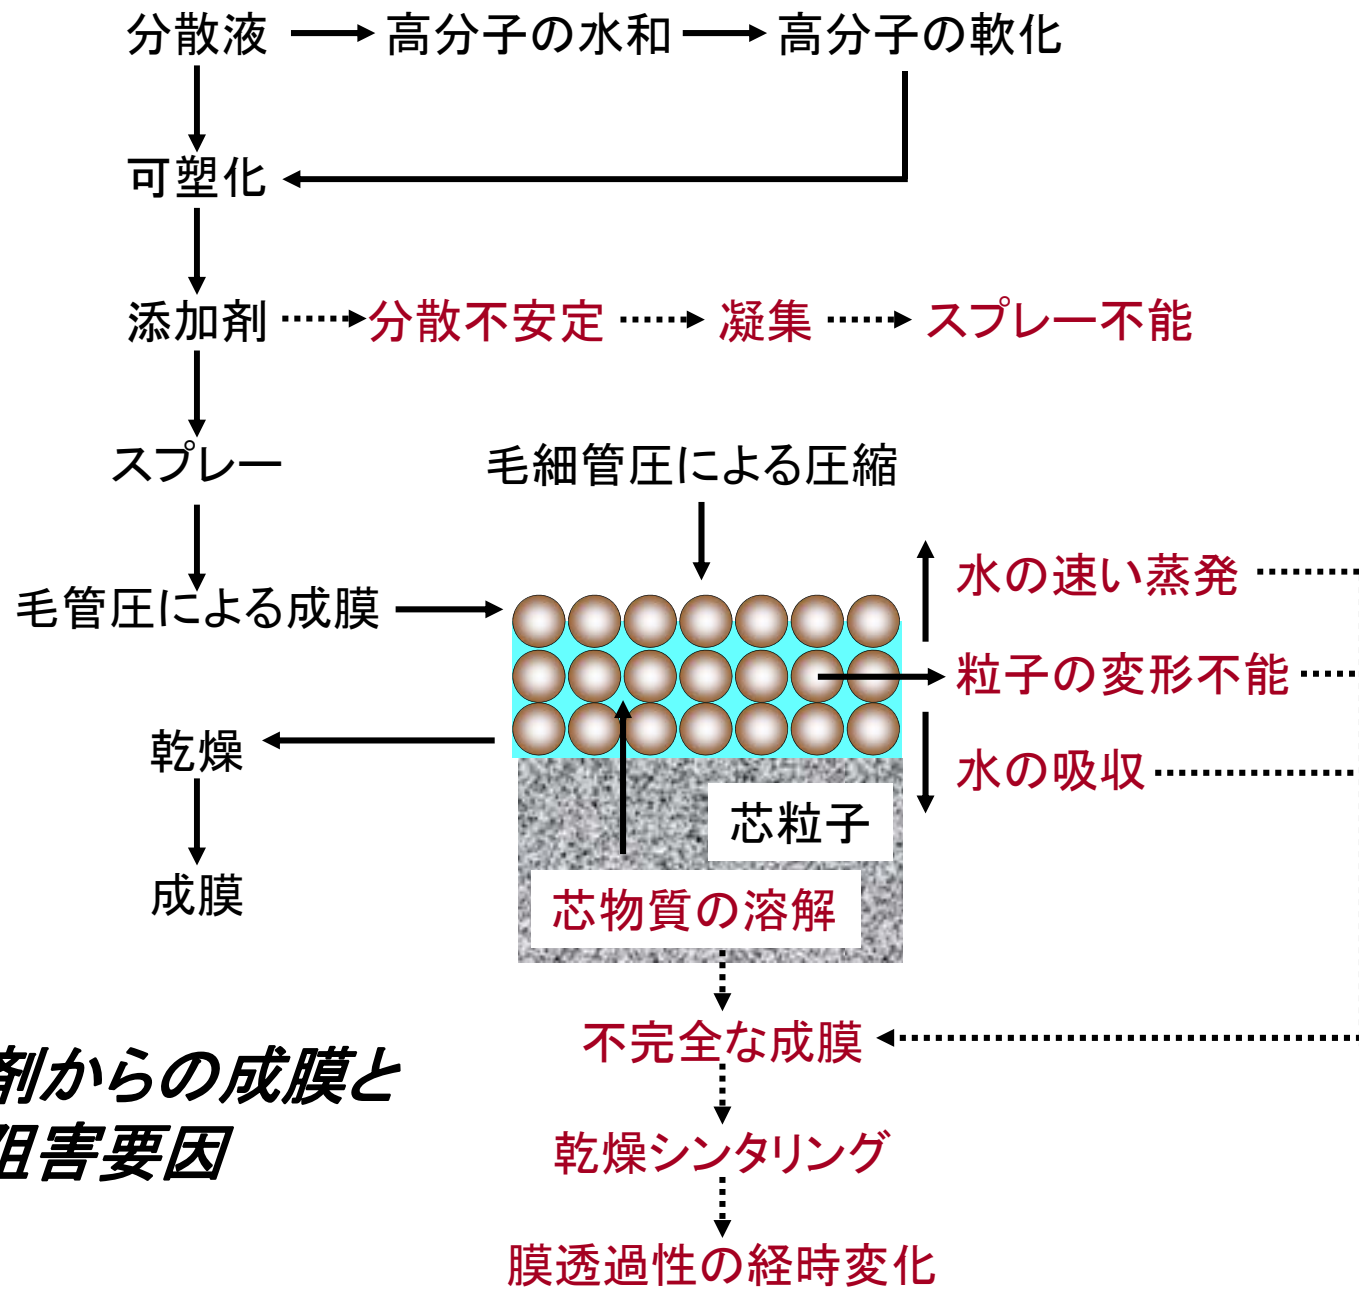 分散液 高分子の水和 高分子の軟化
可塑化
添加剤 分散不安定 凝集 スプレー不能
スプレー 毛細管圧による圧縮
水の速い蒸発
毛管圧による成膜
粒子の変形不能
乾燥
水の吸収
芯粒子
成膜
芯物質の溶解
不完全な成膜
剤からの成膜と
乾燥シンタリング
阻害要因
膜透過性の経時変化